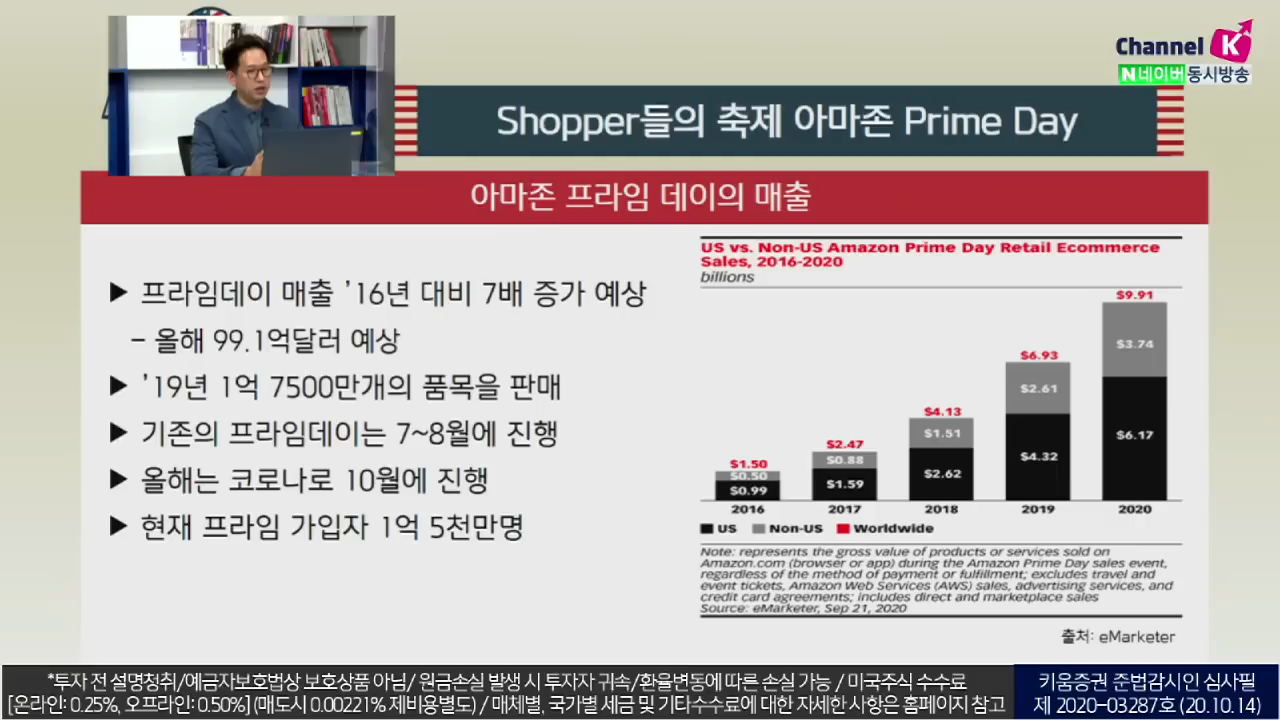 Channel K
N 네이버 동시방송
Shopper들의 축제 아마존 Prime Day
아마존 프라임 데이의 매출
▶ 프라임데이 매출 '16년 대비 7배 증가 예상
- 올해 99.1억달러 예상
▶ '19년 1억 7500만개의 품목을 판매
▶ 기존의 프라임데이는 7~8월에 진행
▶ 올해는 코로나로 10월에 진행
▶ 현재 프라임 가입자 1억 5천만명
US vs. Non-US Amazon Prime Day Retail Ecommerce
Sales, 2016-2020
billions
$9.91
$3.74
$6.17
$6.93
$2.61
$4.32
$4.13
$1.51
$2.62
$2.47
$0.88
$1.59
$1.50
$0.50
$0.99
2016 2017 2018 2019 2020
US Non-US Worldwide
Note: represents the gross value of products or services sold on
Amazon.com (browser or app) during the Amazon Prime Day sales event,
regardless of the method of payment or fulfillment; excludes travel and
event tickets, Amazon Web Services (AWS) sales, advertising services, and
credit card agreements; includes direct and marketplace sales
Source: eMarketer, Sep 21, 2020
출처: eMarketer
*투자 전 설명청취/예금자보호법상 보호상품 아님/ 원금손실 발생 시 투자자 귀속/환율변동에 따른 손실 가능 / 미국주식 수수료
[온라인: 0.25%, 오프라인: 0.50%] (매도시 0.00221% 제비용별도) / 매체별, 국가별 세금 및 기타수수료에 대한 자세한 사항은 홈페이지 참고
키움증권 준법감시인 심사필
제 2020-03287호 (20.10.14)